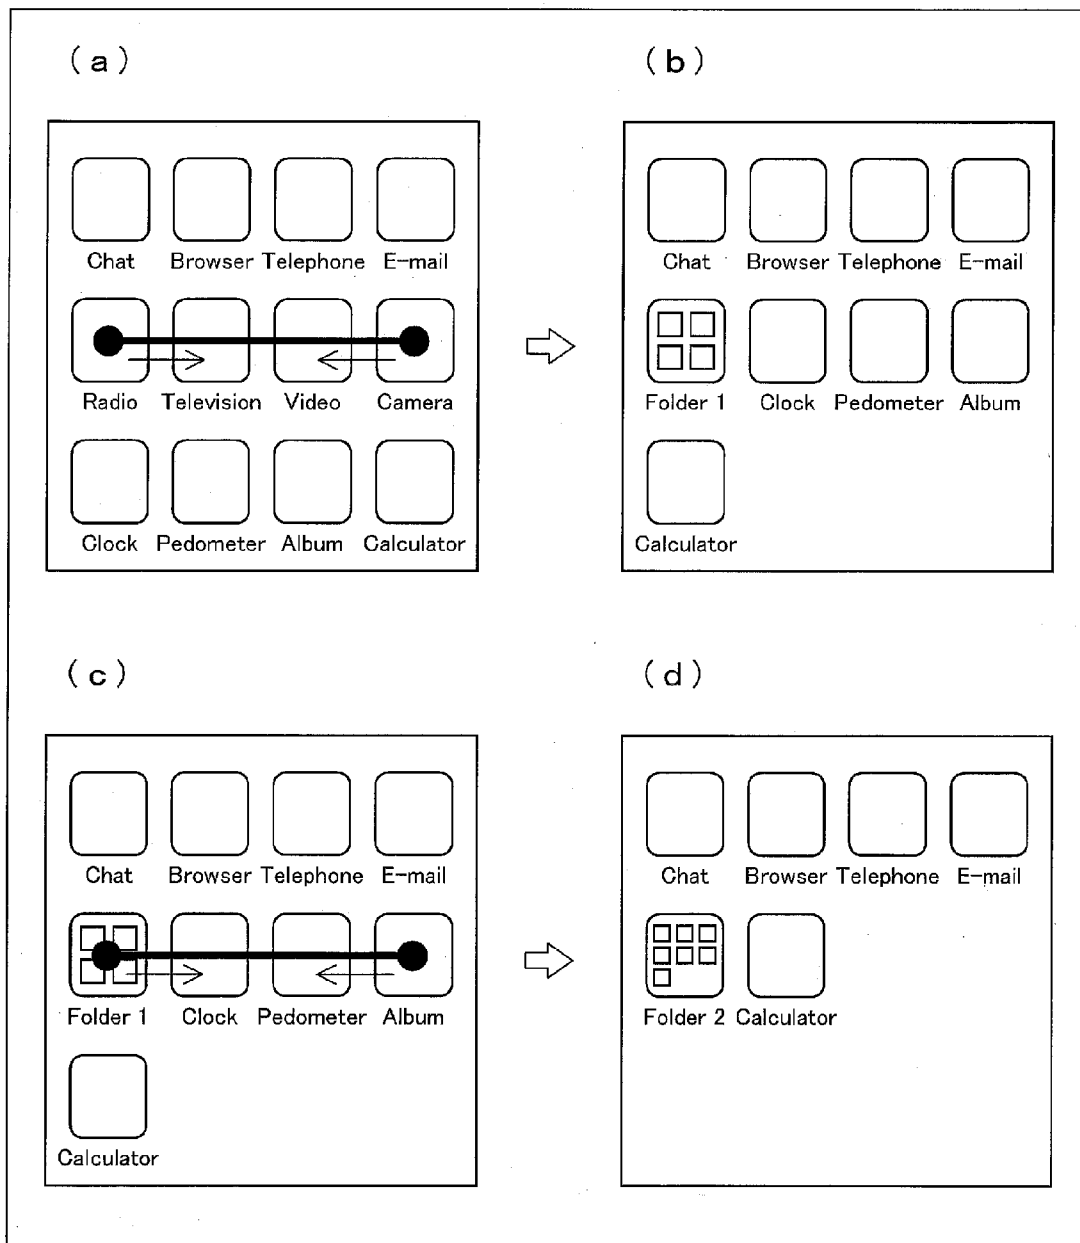 (a)
(b)
Chat Browser Telephone E-mail
Chat Browser Telephone E-mail
Radio Television Video Camera
Folder 1 Clock Pedometer Album
Clock Pedometer Album Calculator
Calculator
(c)
(d)
Chat Browser Telephone E-mail
Chat Browser Telephone E-mail
Folder 1 Clock Pedometer Album
Folder 2 Calculator
Calculator